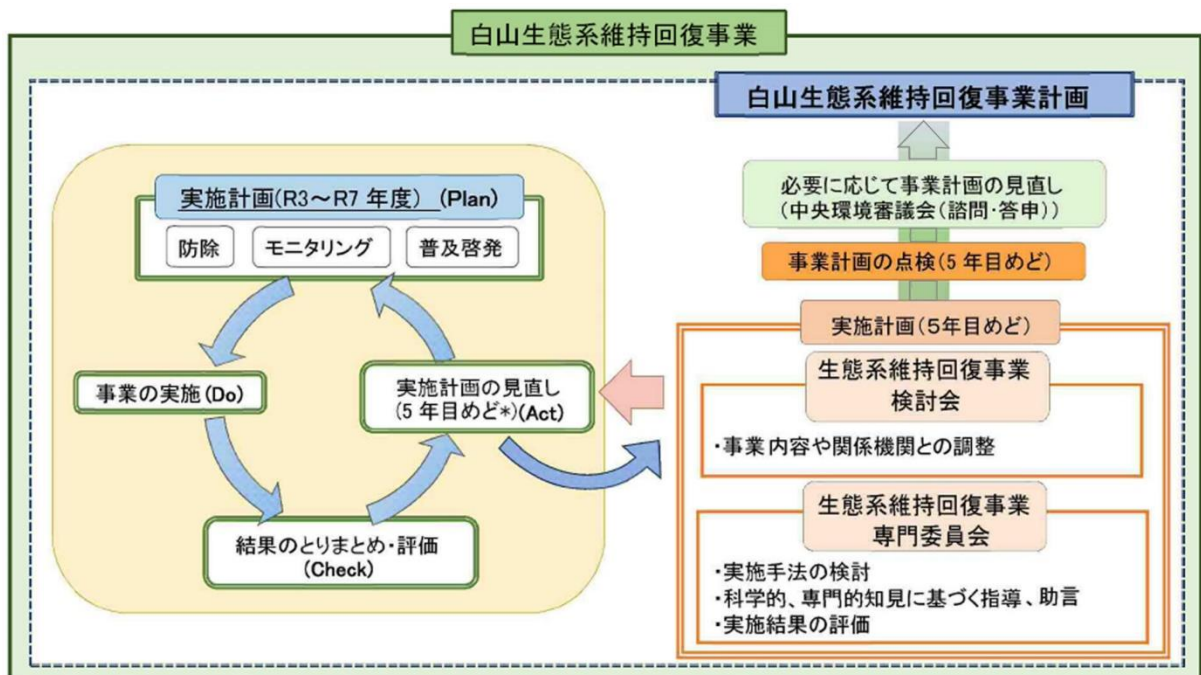 白山生態系維持回復事業
白山生態系維持回復事業計画
必要に応じて事業計画の見直し
(中央環境審議会(諮問・答申))
事業計画の点検(5 年目めど)
実施計画(R3～R7 年度) (Plan)
防除
モニタリング
普及啓発
事業の実施(Do)
実施計画の見直し
(5 年目めど*)(Act)
結果のとりまとめ・評価
(Check)
実施計画(５年目めど)
生態系維持回復事業
検討会
・事業内容や関係機関との調整
生態系維持回復事業
専門委員会
・実施手法の検討
・科学的、専門的知見に基づく指導、助言
・実施結果の評価